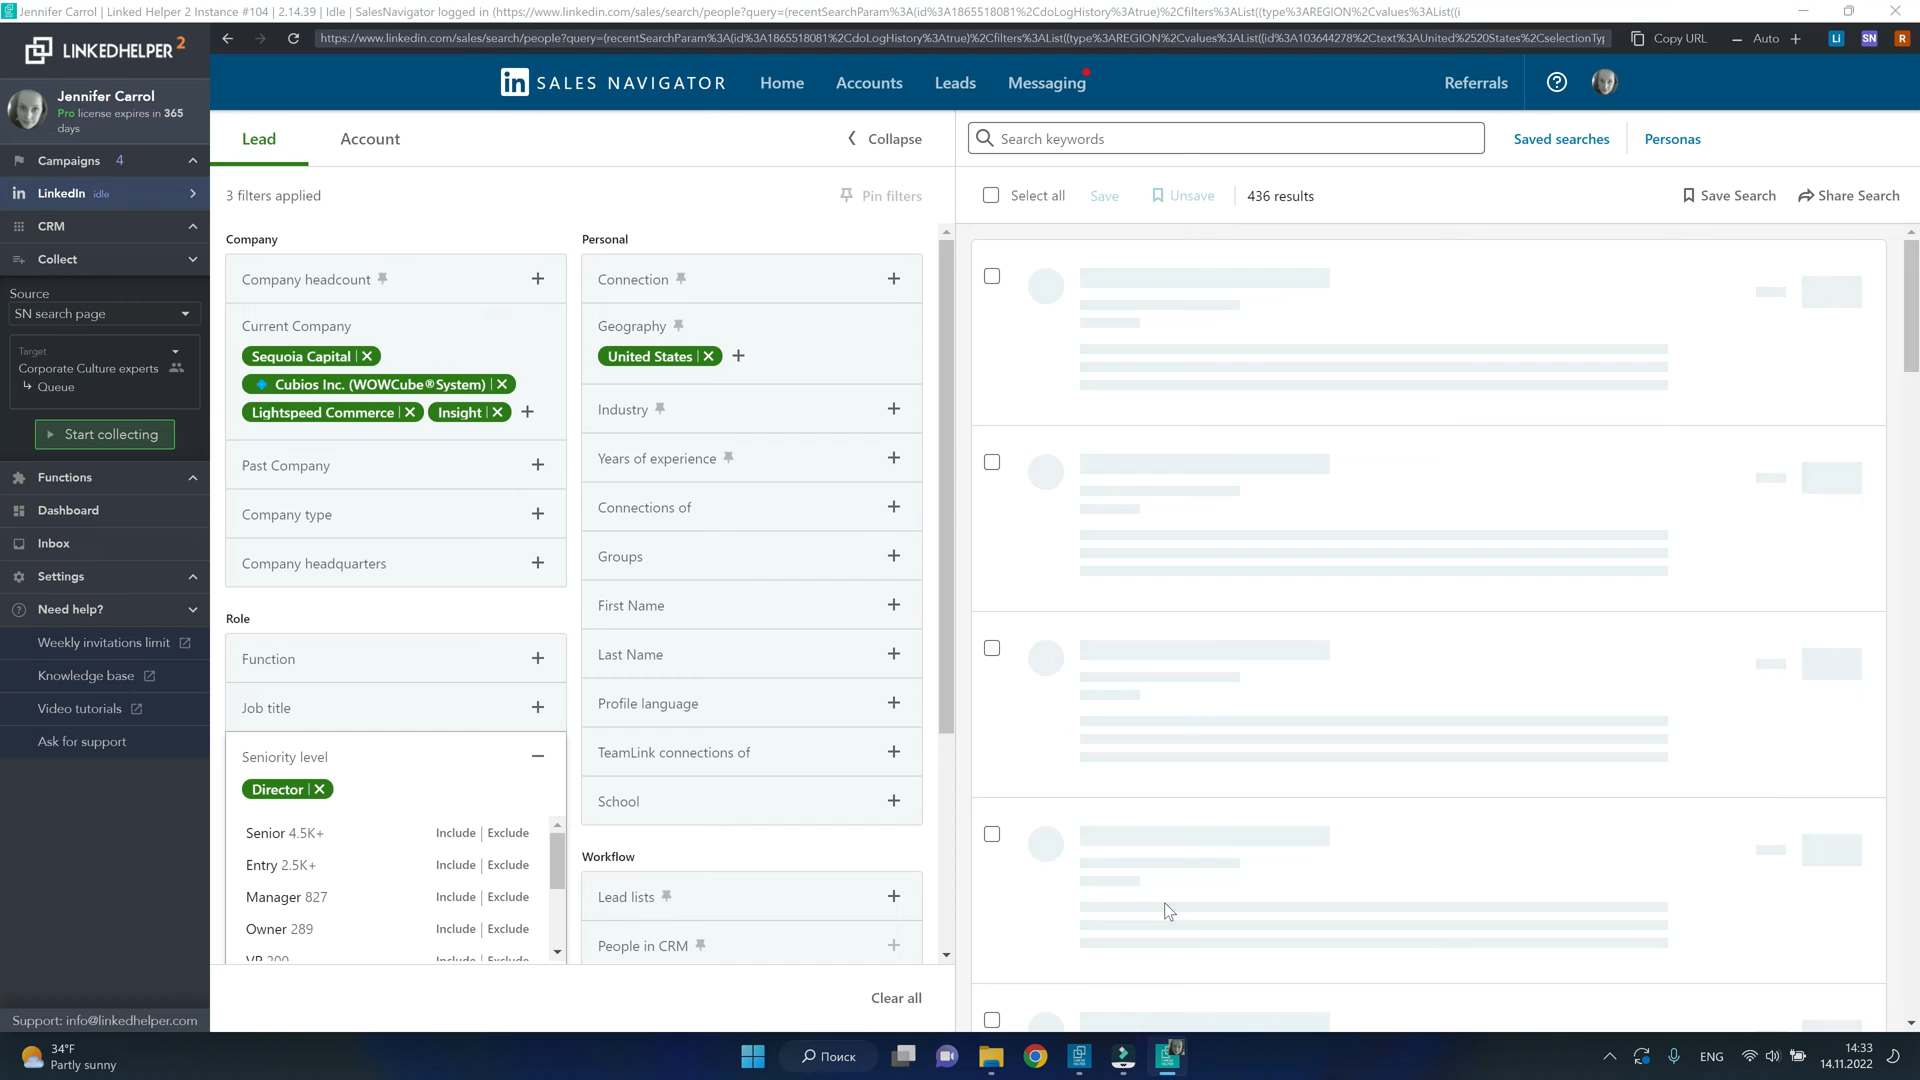 Jennifer Carrol | Linked Helper 2 Instance #104 | 2.14.39 | Idle | SalesNavigator logged in (https://www.linkedin.com/sales/search/people?query=(recentSearchParam%3A(id%3A1865518081%2CdoLogHistory%3Atrue)%2Cfilters%3AList((type%3AREGION%2Cvalues%3AList((i
https://www.linkedin.com/sales/search/people?query=(recentSearchParam%3A(id%3A1865518081%2CdoLogHistory%3Atrue)%2Cfilters%3AList((type%3AREGION%2Cvalues%3AList((id%3A103644278%2Ctext%3AUnited%2520States%2CselectionTyp
Copy URL
Auto
Li
SN
R
LINKEDHELPER 2
Jennifer Carrol
Pro license expires in 365
days
Campaigns 4
LinkedIn idle
CRM
Collect
Source
SN search page
Target
Corporate Culture experts
Queue
Start collecting
Functions
Dashboard
Inbox
Settings
Need help?
Weekly invitations limit
Knowledge base
Video tutorials
Ask for support
Support: info@linkedhelper.com
in SALES NAVIGATOR
Home
Accounts
Leads
Messaging
Referrals
Lead
Account
Collapse
3 filters applied
Pin filters
Company
Company headcount
Current Company
Sequoia Capital
Cubios Inc. (WOWCube®System)
Lightspeed Commerce
Insight
Past Company
Company type
Company headquarters
Role
Function
Job title
Seniority level
Director
Senior 4.5K+ Include Exclude
Entry 2.5K+ Include Exclude
Manager 827 Include Exclude
Owner 289 Include Exclude
VP 200 Include Exclude
Personal
Connection
Geography
United States
Industry
Years of experience
Connections of
Groups
First Name
Last Name
Profile language
TeamLink connections of
School
Workflow
Lead lists
People in CRM
Clear all
Search keywords
Saved searches
Personas
Select all
Save
Unsave
436 results
Save Search
Share Search
34°F
Partly sunny
Поиск
ENG
14:33
14.11.2022